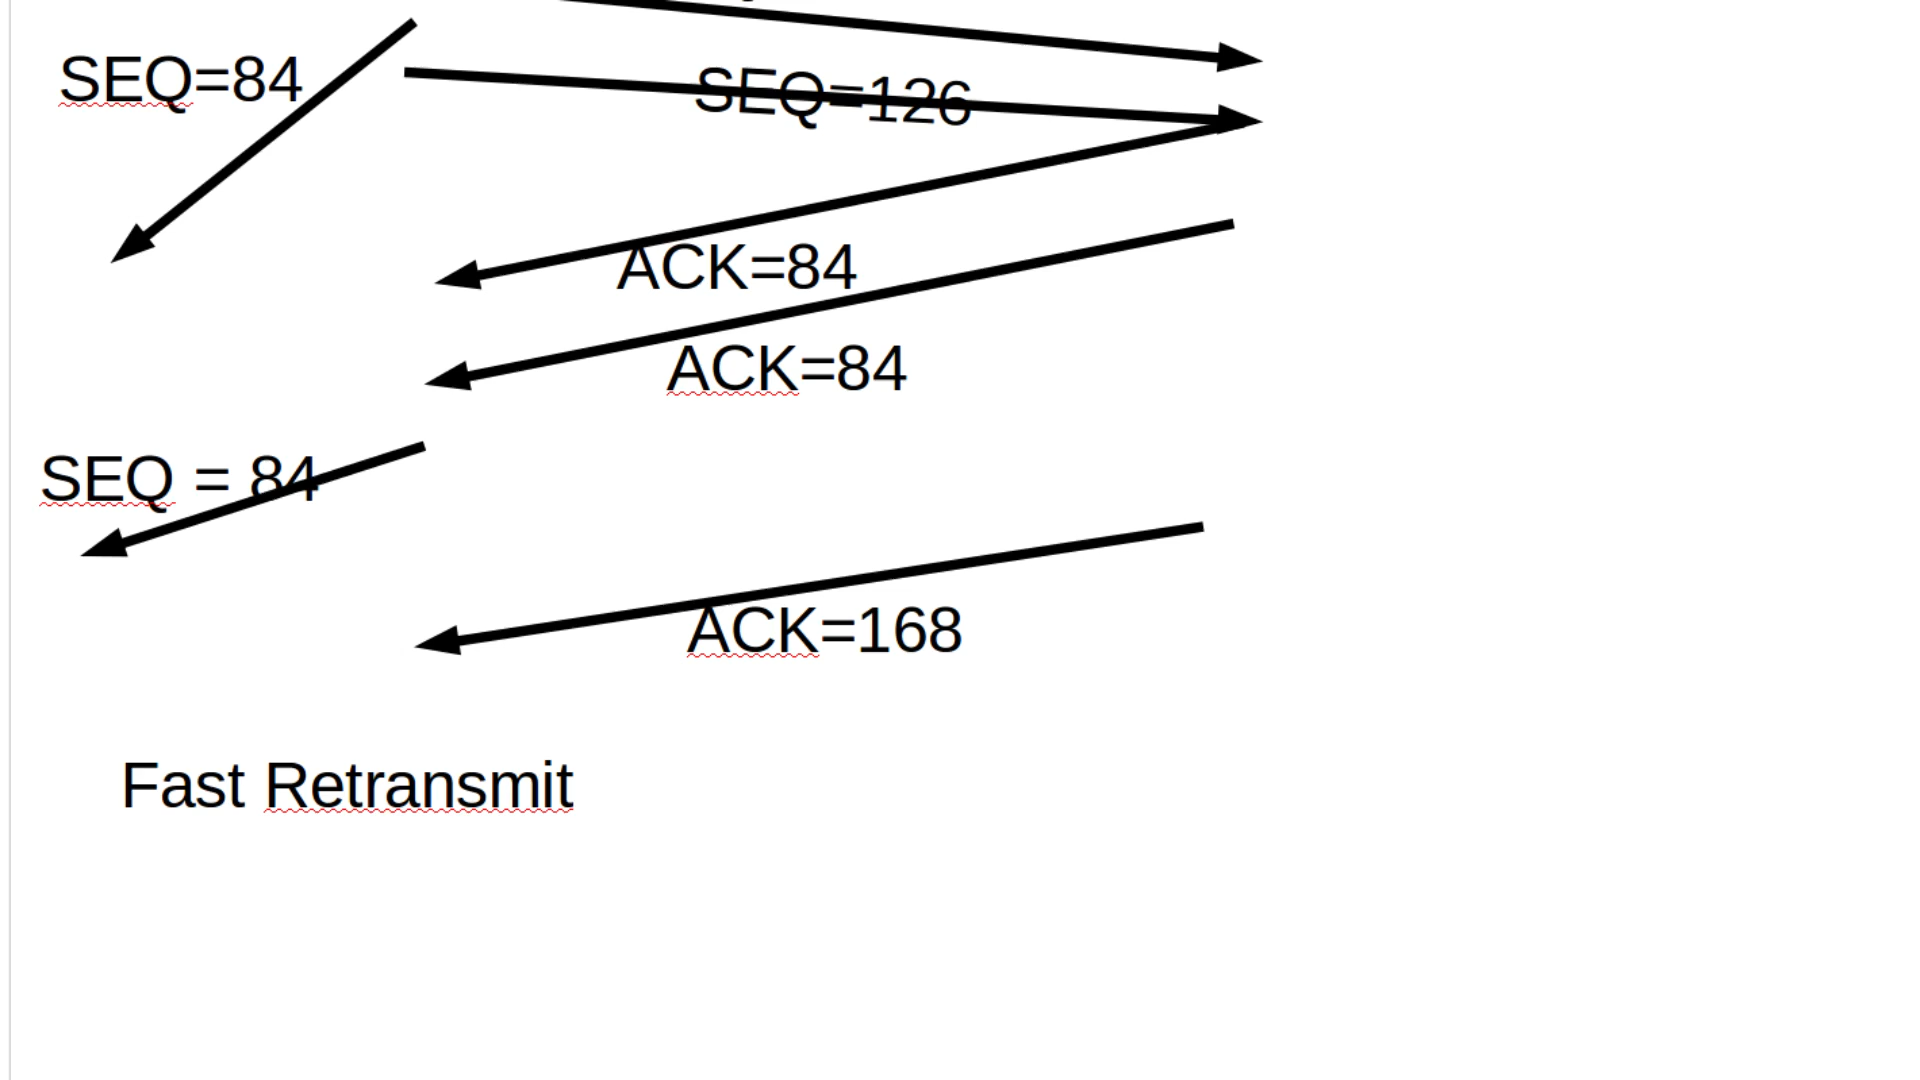 SEQ=84
SEQ=126
ACK=84
ACK=84
SEQ = 84
ACK=168
Fast Retransmit